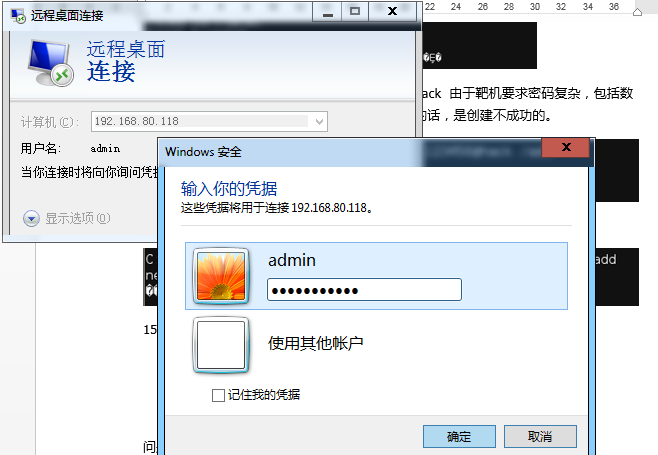 远程桌面连接
22 24 26 28 30 32 34 36
远程桌面
连接
ack 由于靶机要求密码复杂，包括数
的话，是创建不成功的。
计算机(C): 192.168.80.118
用户名: admin
当你连接时将向你询问凭
显示选项(O)
Windows 安全
输入你的凭据
这些凭据将用于连接 192.168.80.118。
admin
●●●●●●●●●●●
使用其他帐户
记住我的凭据
确定 取消
C
add
ne
15
问